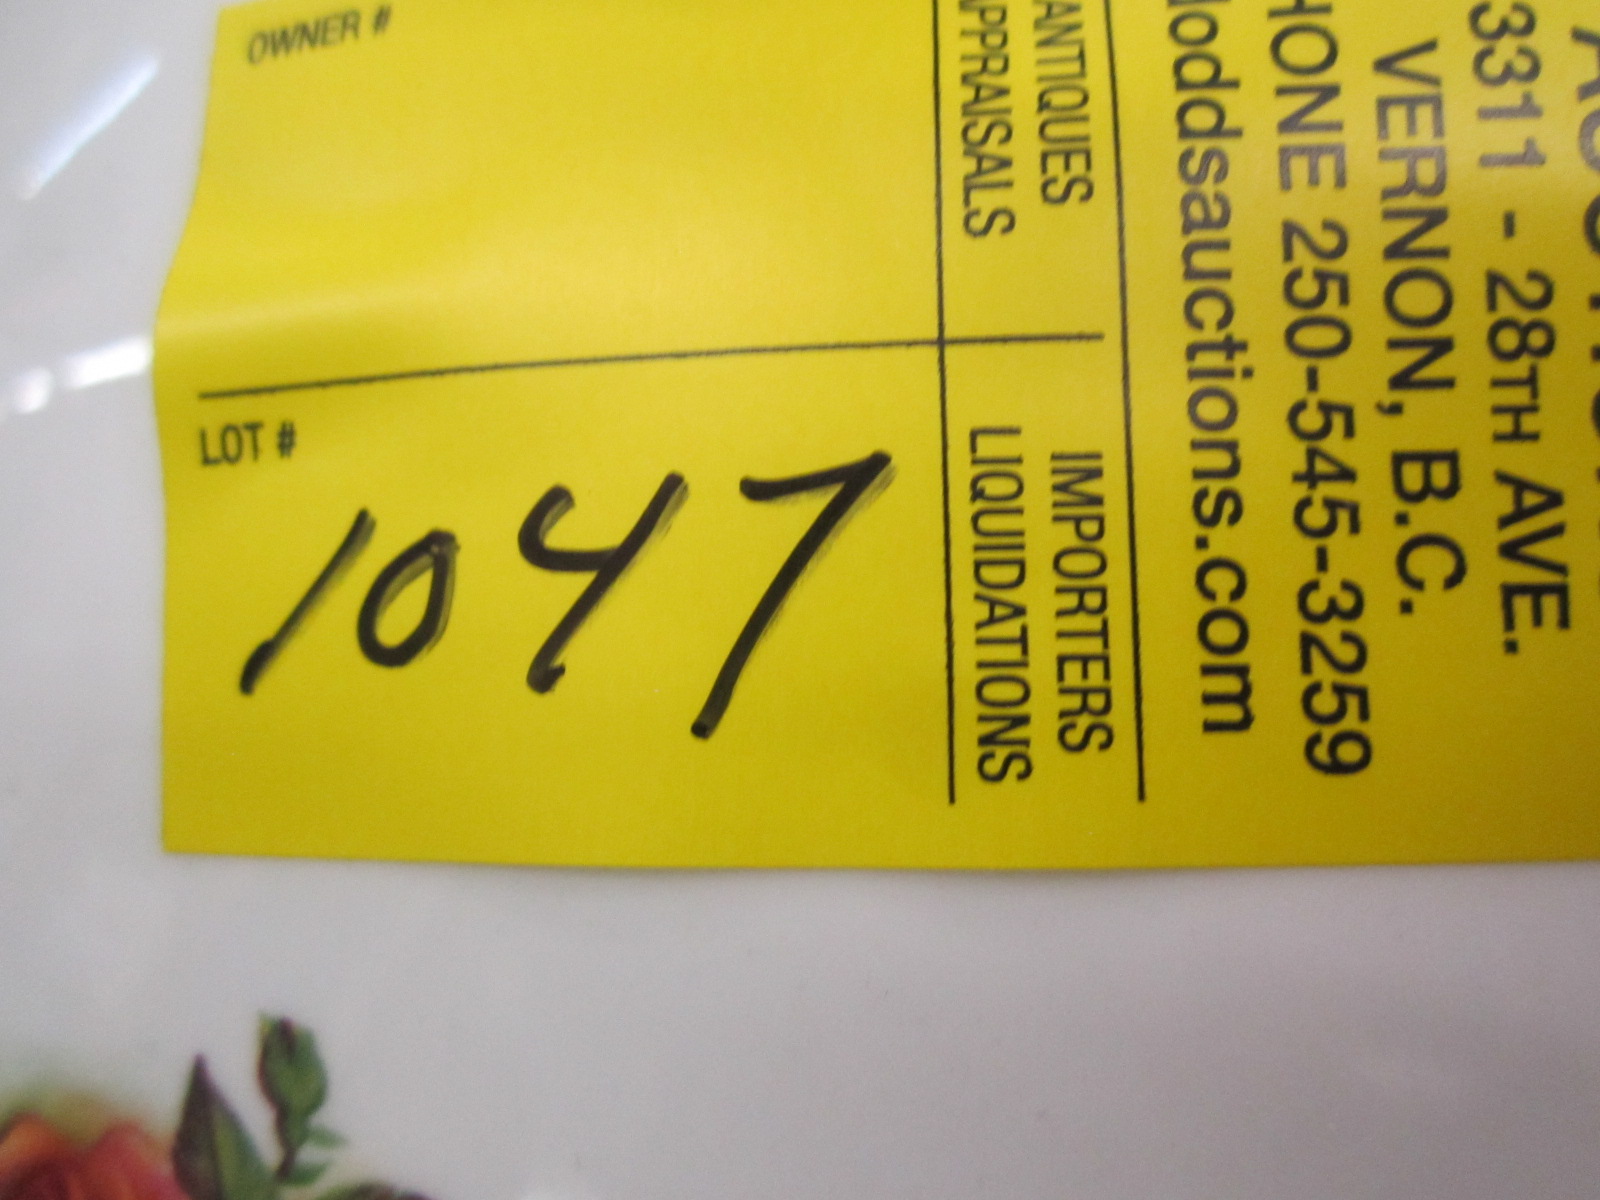 3311 - 28TH AVE.
VERNON, B.C.
HONE 250-545-3259
doddsauctions.com
ANTIQUES
IMPORTERS
APPRAISALS
LIQUIDATIONS
OWNER #
LOT #
1047